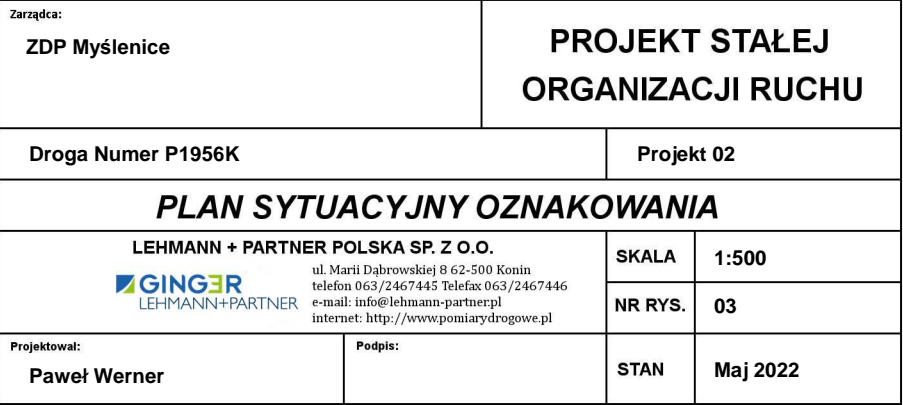 Zarządca:
ZDP Myślenice
PROJEKT STAŁEJ
ORGANIZACJI RUCHU
Droga Numer P1956K
Projekt 02
PLAN SYTUACYJNY OZNAKOWANIA
LEHMANN + PARTNER POLSKA SP. Z O.O.
GINGER
LEHMANN+PARTNER
ul. Marii Dąbrowskiej 8 62-500 Konin
telefon 063/2467445 Telefax 063/2467446
e-mail: info@lehmann-partner.pl
internet: http://www.pomiarydrogowe.pl
SKALA
1:500
NR RYS.
03
Projektował:
Paweł Werner
Podpis:
STAN
Maj 2022